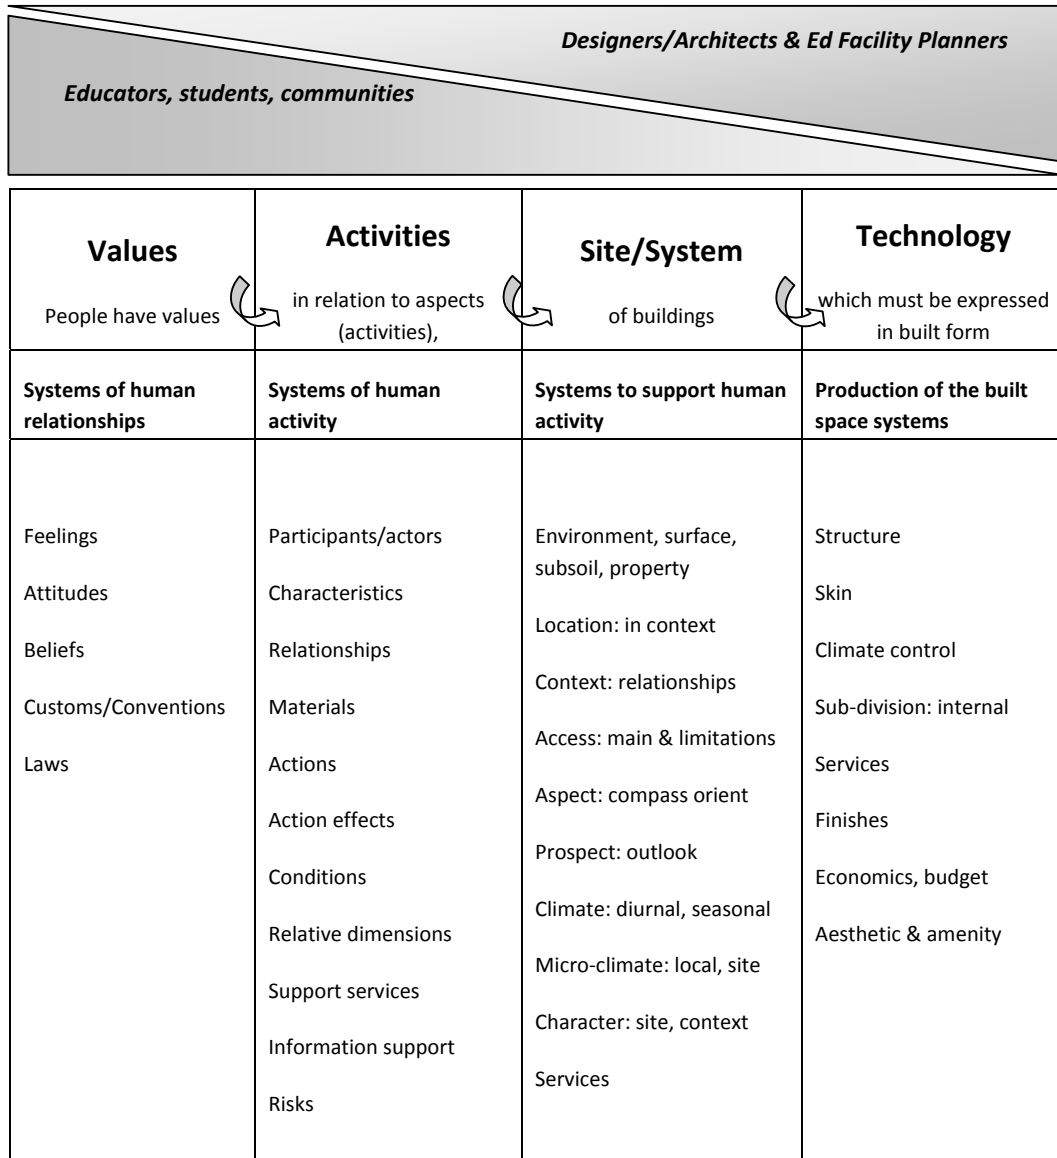 Designers/Architects & Ed Facility Planners
Educators, students, communities
Values
People have values
Activities
in relation to aspects
(activities),
Site/System
of buildings
Technology
which must be expressed
in built form
Systems of human
relationships
Systems of human
activity
Systems to support human
activity
Production of the built
space systems
Feelings
Attitudes
Beliefs
Customs/Conventions
Laws
Participants/actors
Characteristics
Relationships
Materials
Actions
Action effects
Conditions
Relative dimensions
Support services
Information support
Risks
Environment, surface,
subsoil, property
Location: in context
Context: relationships
Access: main & limitations
Aspect: compass orient
Prospect: outlook
Climate: diurnal, seasonal
Micro-climate: local, site
Character: site, context
Services
Structure
Skin
Climate control
Sub-division: internal
Services
Finishes
Economics, budget
Aesthetic & amenity